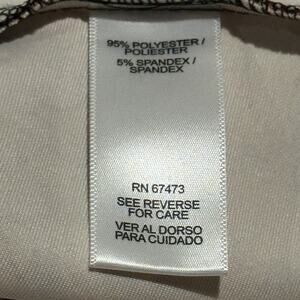 95% POLYESTER /
POLIESTER
5% SPANDEX /
SPANDEX
RN 67473
SEE REVERSE
FOR CARE
VER AL DORSO
PARA CUIDADO